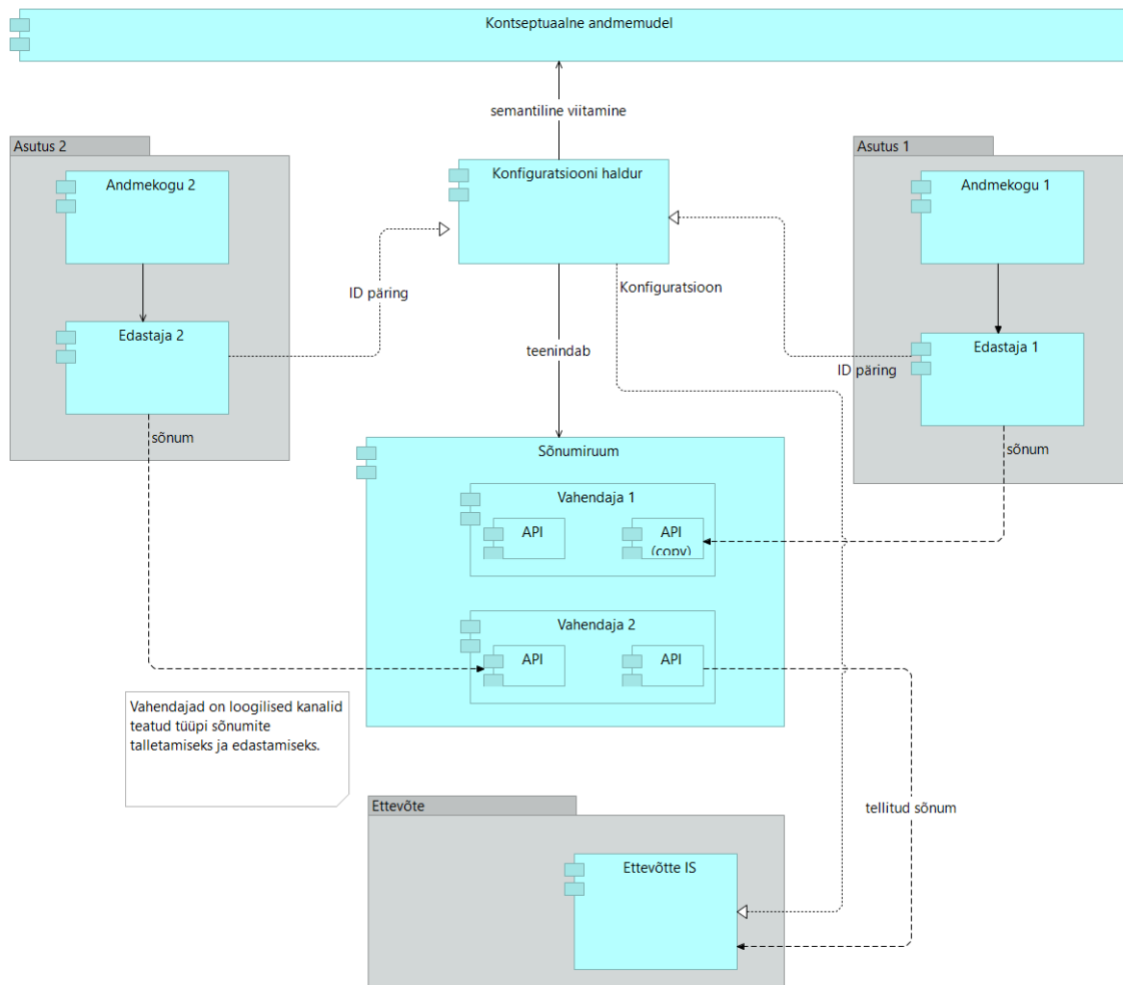 Kontseptuaalne andmemudel
semantiline viitamine
Asutus 2
Andmekogu 2
Konfiguratsiooni haldur
Asutus 1
Andmekogu 1
ID päring
Konfiguratsioon
Edastaja 2
teenindab
Edastaja 1
ID päring
sõnum
Sõnumiruum
sõnum
Vahendaja 1
API
API
(copy)
Vahendaja 2
API
API
Vahendajad on loogilised kanalid
teatud tüüpi sõnumite
talletamiseks ja edastamiseks.
Ettevõte
tellitud sõnum
Ettevõtte IS